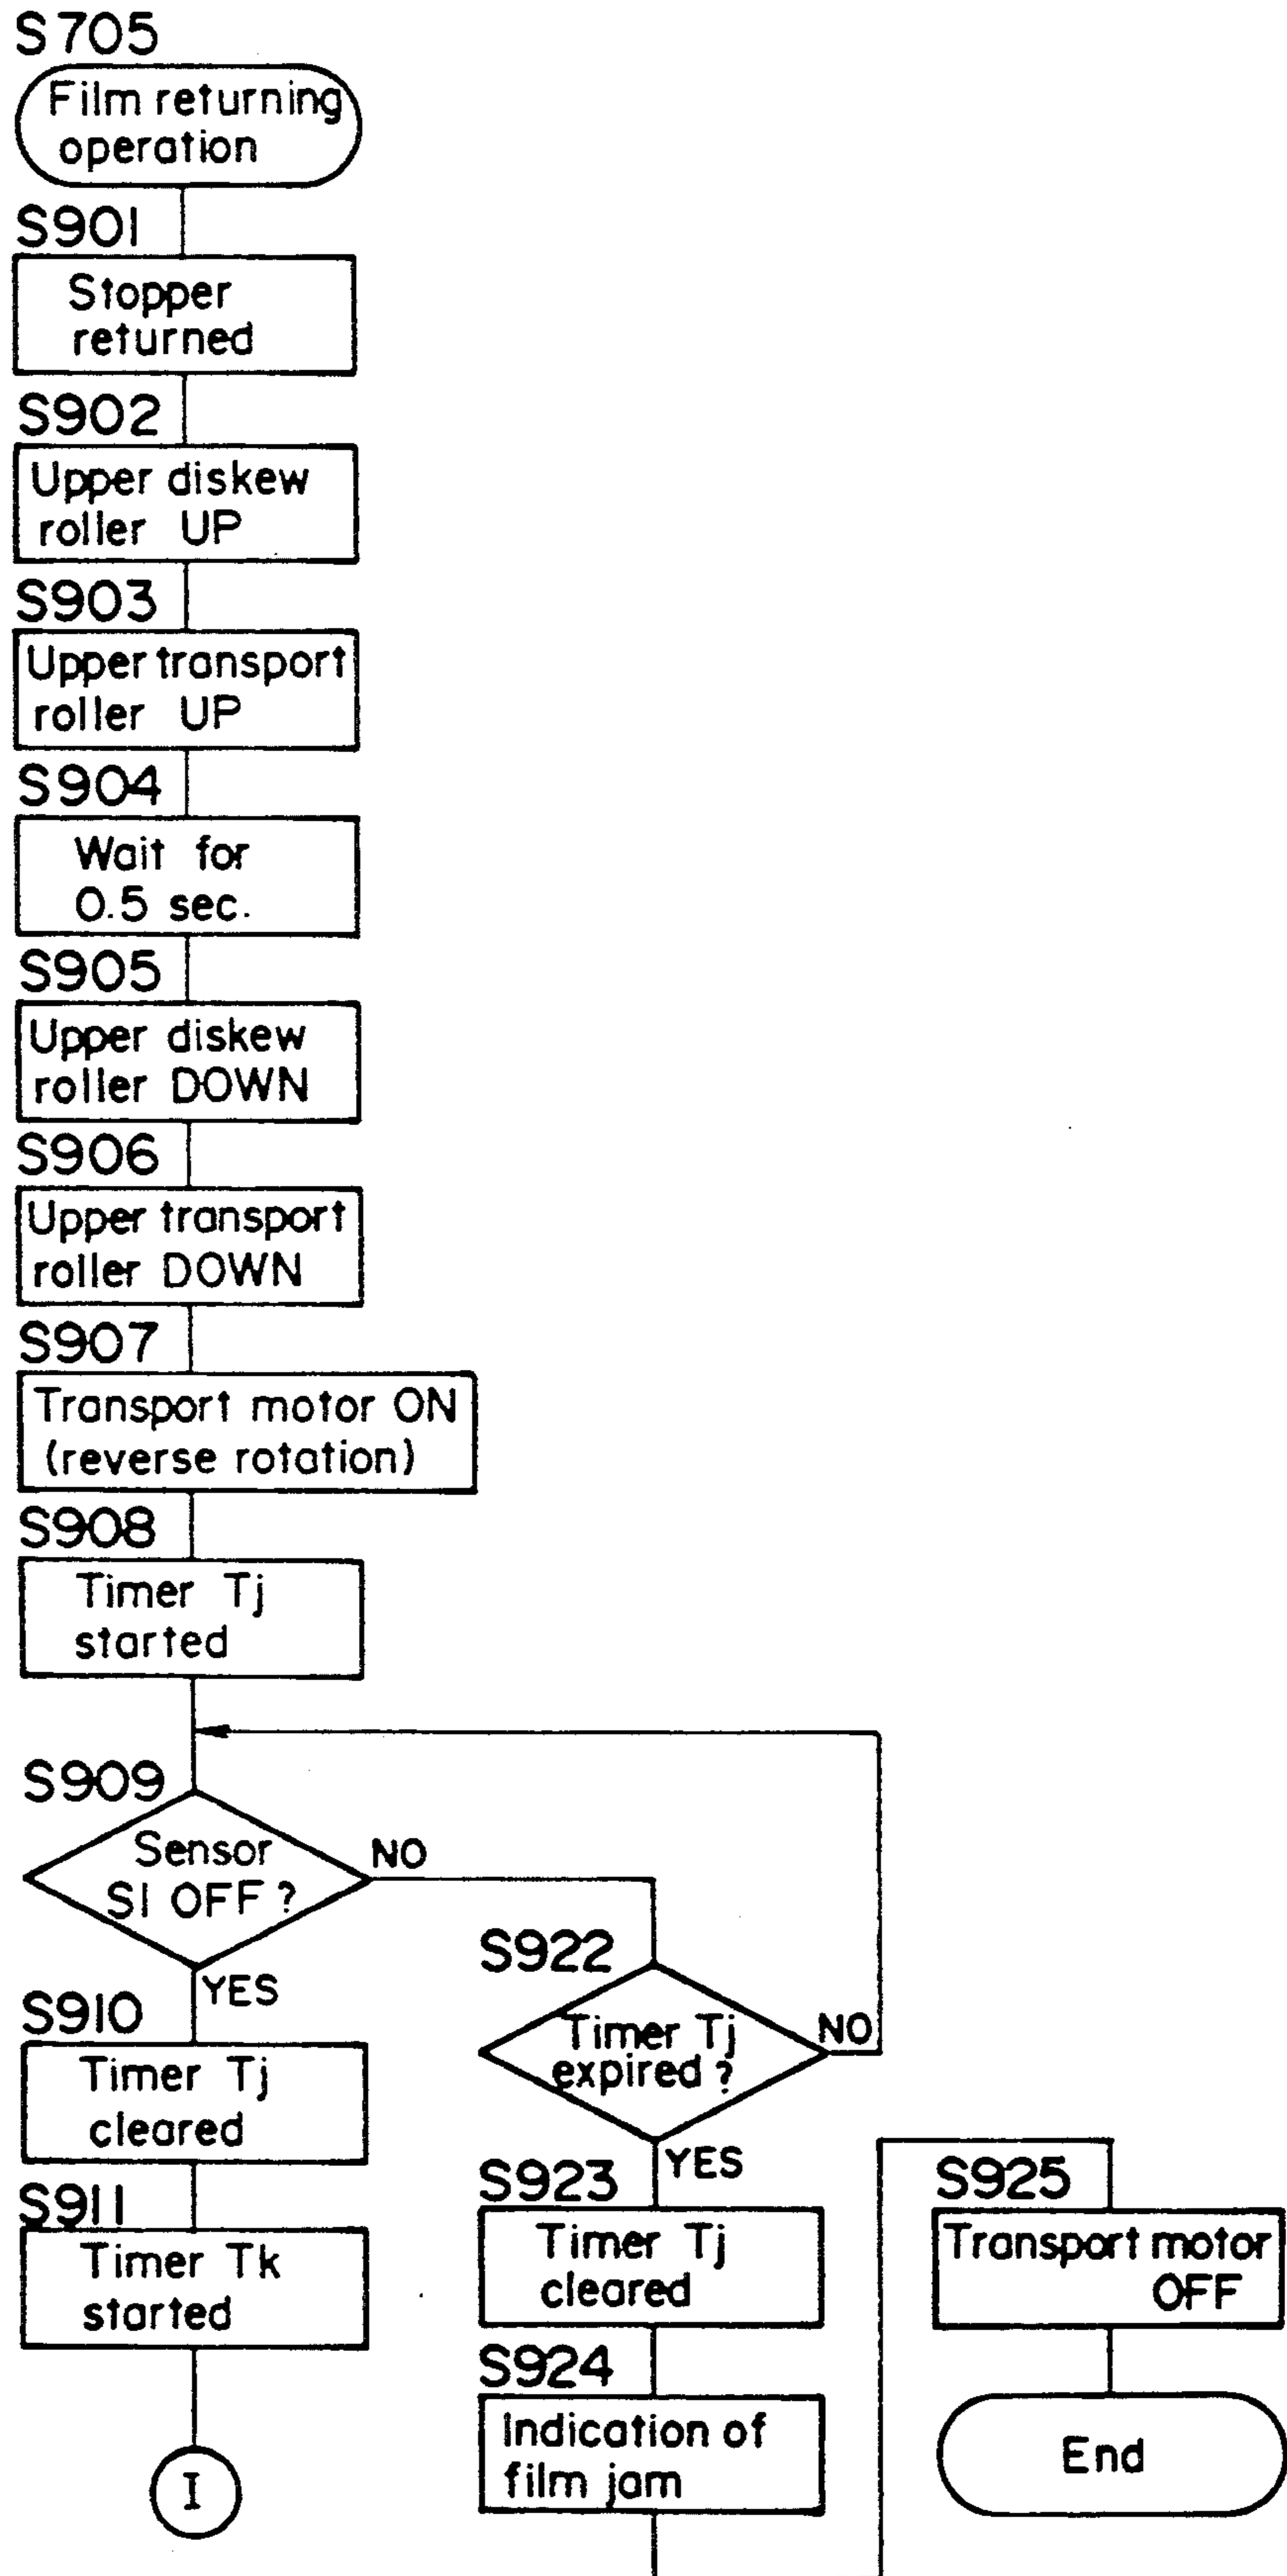 S705
Film returning
operation
S901
Stopper
returned
S902
Upper diskew
roller UP
S903
Upper transport
roller UP
S904
Wait for
0.5 sec.
S905
Upper diskew
roller DOWN
S906
Upper transport
roller DOWN
S907
Transport motor ON
(reverse rotation)
S908
Timer Tj
started
S909
Sensor
S1 OFF?
NO
YES
S910
Timer Tj
cleared
S911
Timer Tk
started
I
S922
Timer Tj
expired?
NO
YES
S923
Timer Tj
cleared
S924
Indication of
film jam
S925
Transport motor
OFF
End